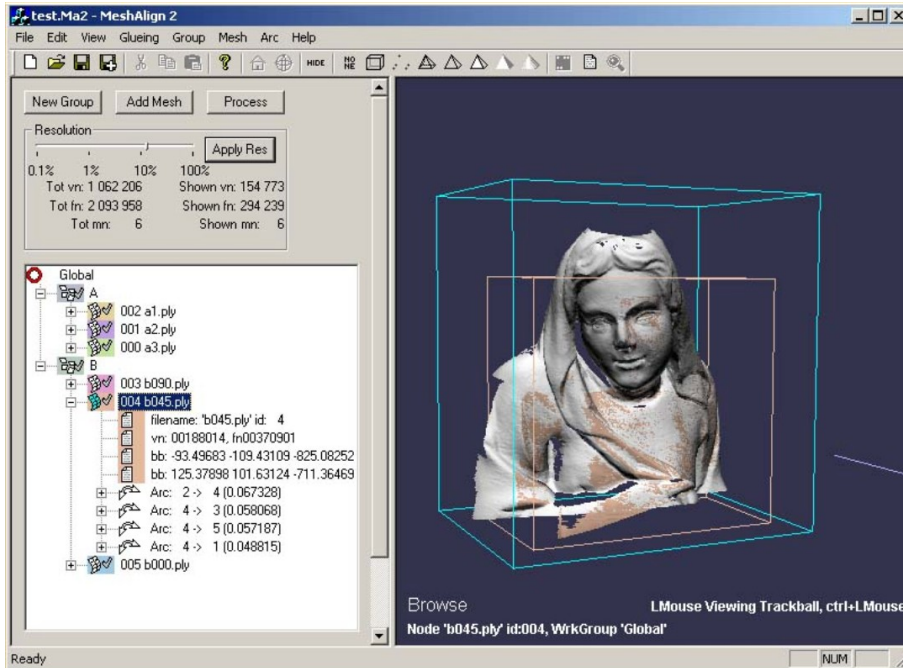 test.Ma2 - MeshAlign 2
File Edit View Glueing Group Mesh Arc Help
HIDE NO NE
New Group Add Mesh Process
Resolution
Apply Res
0.1% 1% 10% 100%
Tot vn: 1 062 206 Shown vn: 154 773
Tot fn: 2 093 958 Shown fn: 294 239
Tot mn: 6 Shown mn: 6
Global
A
002 a1.ply
001 a2.ply
000 a3.ply
B
003 b090.ply
004 b045.ply
filename: 'b045.ply' id: 4
vn: 00188014, fn00370901
bb: -93.49683 -109.43109 -825.08252
bb: 125.37898 101.63124 -711.36469
Arc: 2 -> 4 (0.067328)
Arc: 4 -> 3 (0.058068)
Arc: 4 -> 5 (0.057187)
Arc: 4 -> 1 (0.048815)
005 b000.ply
Browse LMouse Viewing Trackball, ctrl+LMouse
Node 'b045.ply' id:004, WrkGroup 'Global'
Ready NUM